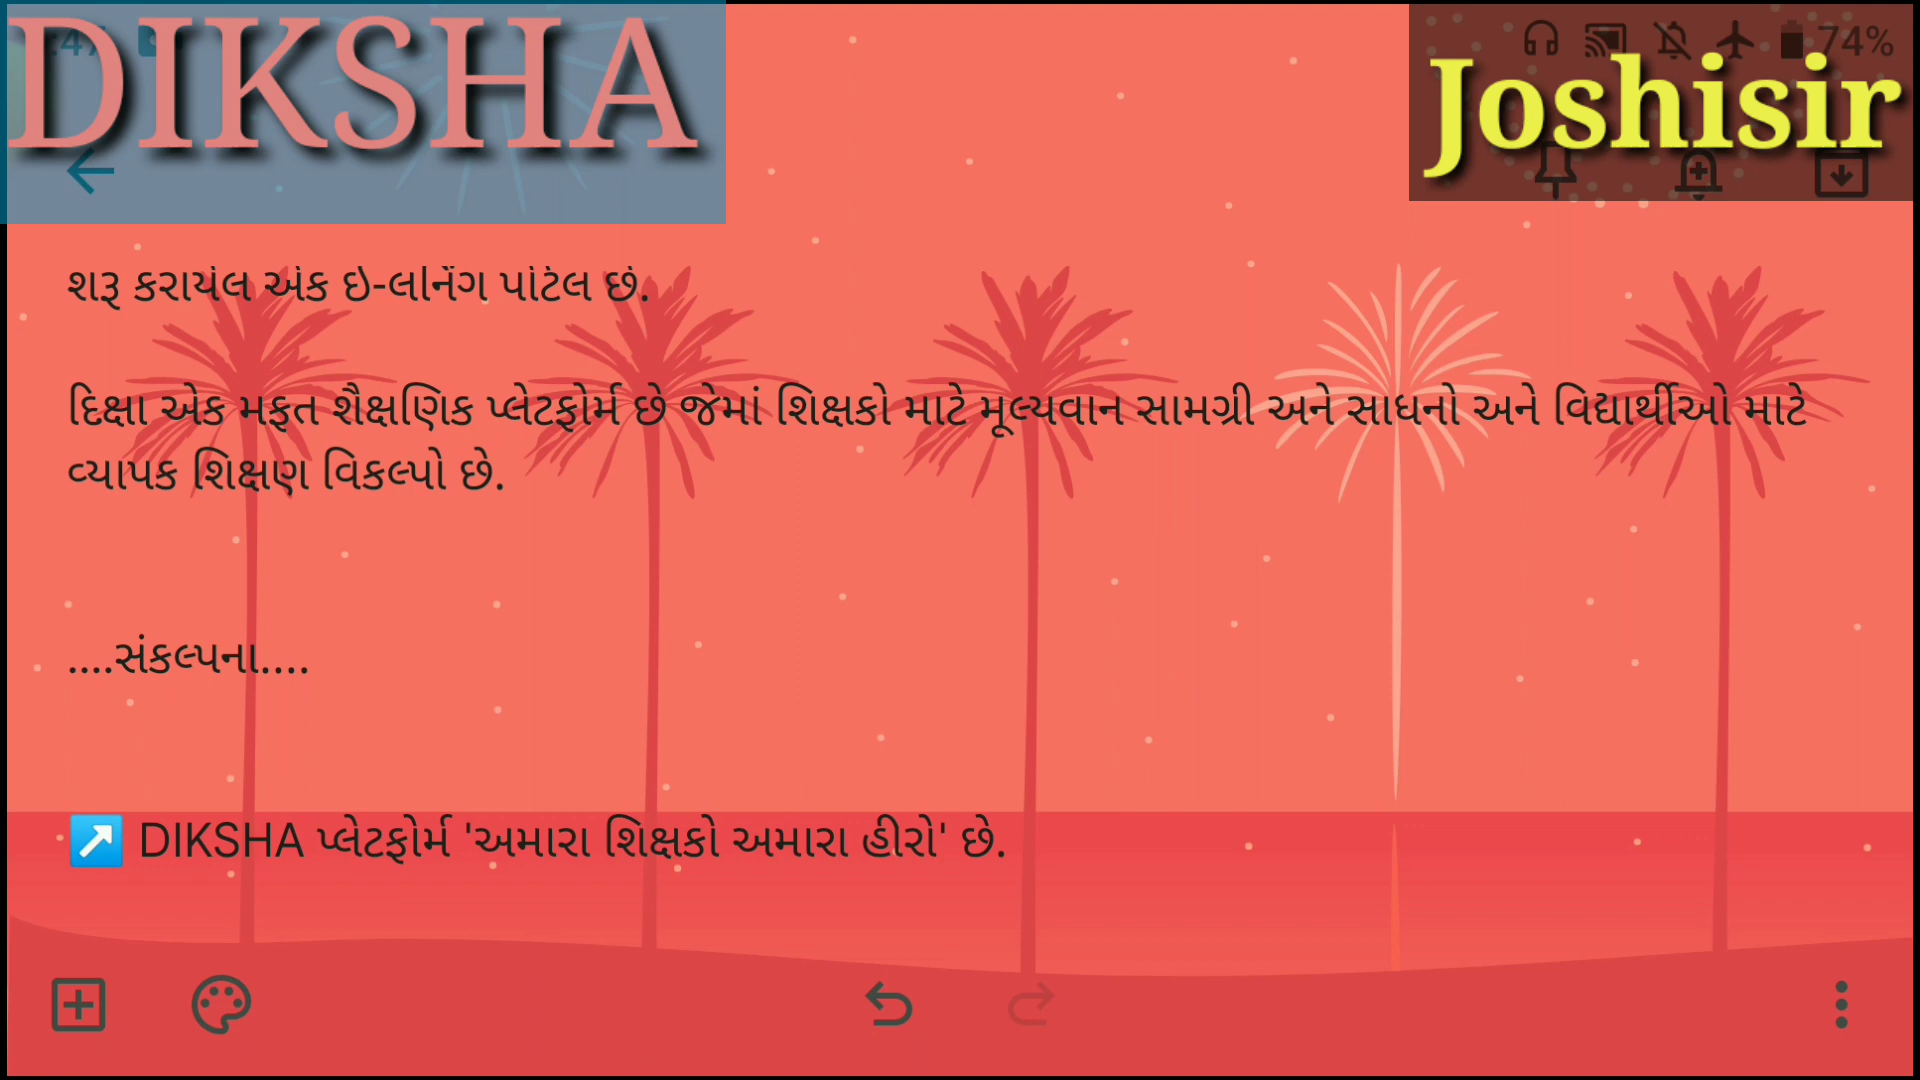 DIKSHA
Joshisir
74%
શરૂ કરાયેલ એક ઇ-લર્નિંગ પોર્ટલ છે.
દિક્ષા એક મફત શૈક્ષણિક પ્લેટફોર્મ છે જેમાં શિક્ષકો માટે મૂલ્યવાન સામગ્રી અને સાધનો અને વિદ્યાર્થીઓ માટે
વ્યાપક શિક્ષણ વિકલ્પો છે.
....સંકલ્પના....
↗ DIKSHA પ્લેટફોર્મ 'અમારા શિક્ષકો અમારા હીરો' છે.